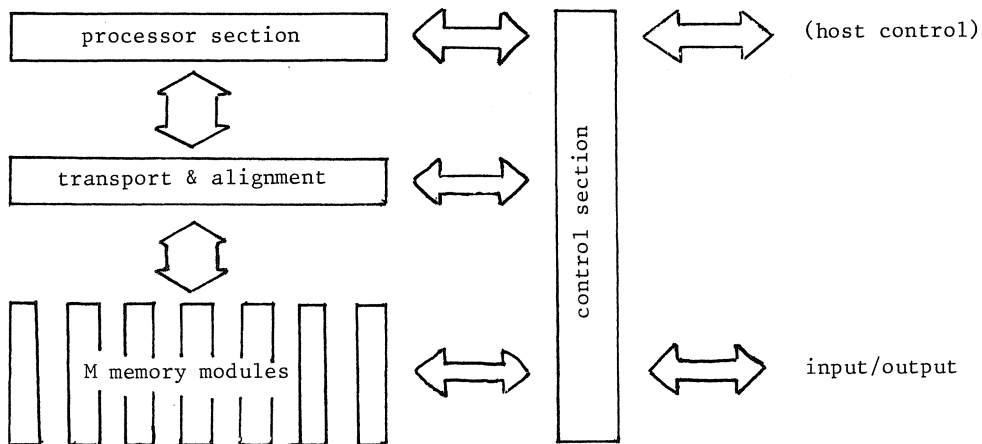 processor section
(host control)
transport & alignment
control section
M memory modules
input/output